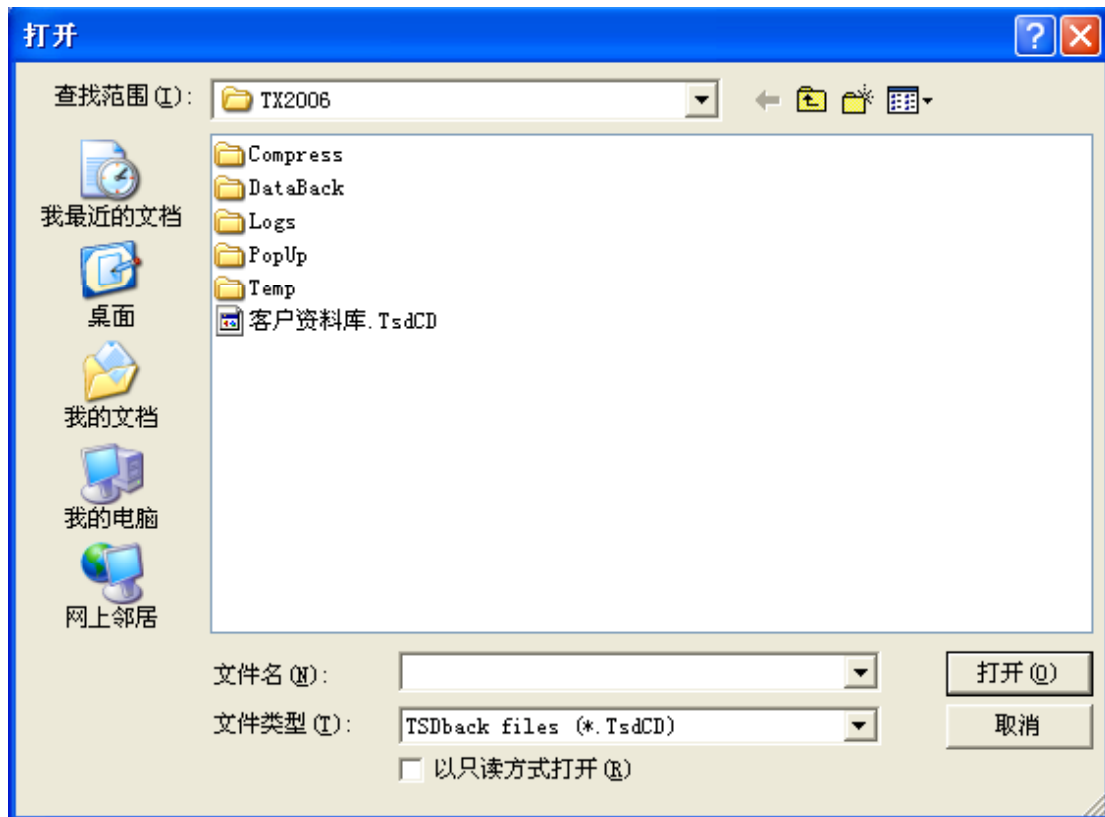 打开
查找范围(I):
TX2006
我最近的文档
桌面
我的文档
我的电脑
网上邻居
Compress
DataBack
Logs
PopUp
Temp
客户资料库.TsdCD
文件名(N):
打开(O)
文件类型(T):
TSDback files (*.TsdCD)
取消
以只读方式打开(R)